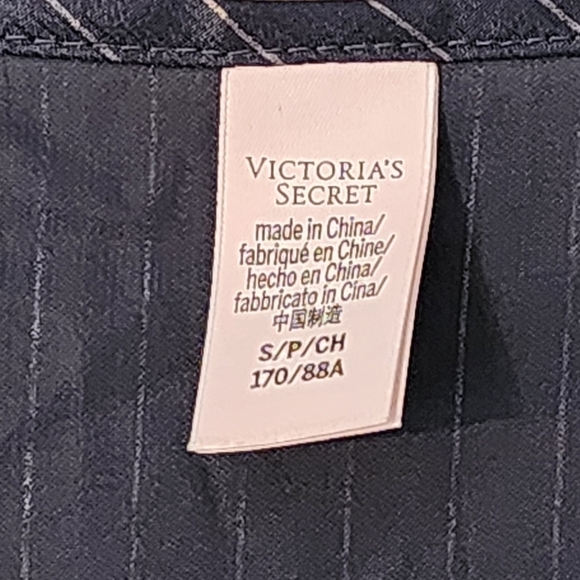 VICTORIA'S
SECRET
made in China/
fabriqué en Chine/
hecho en China/
fabbricato in Cina/
中国制造
S/P/CH
170/88A